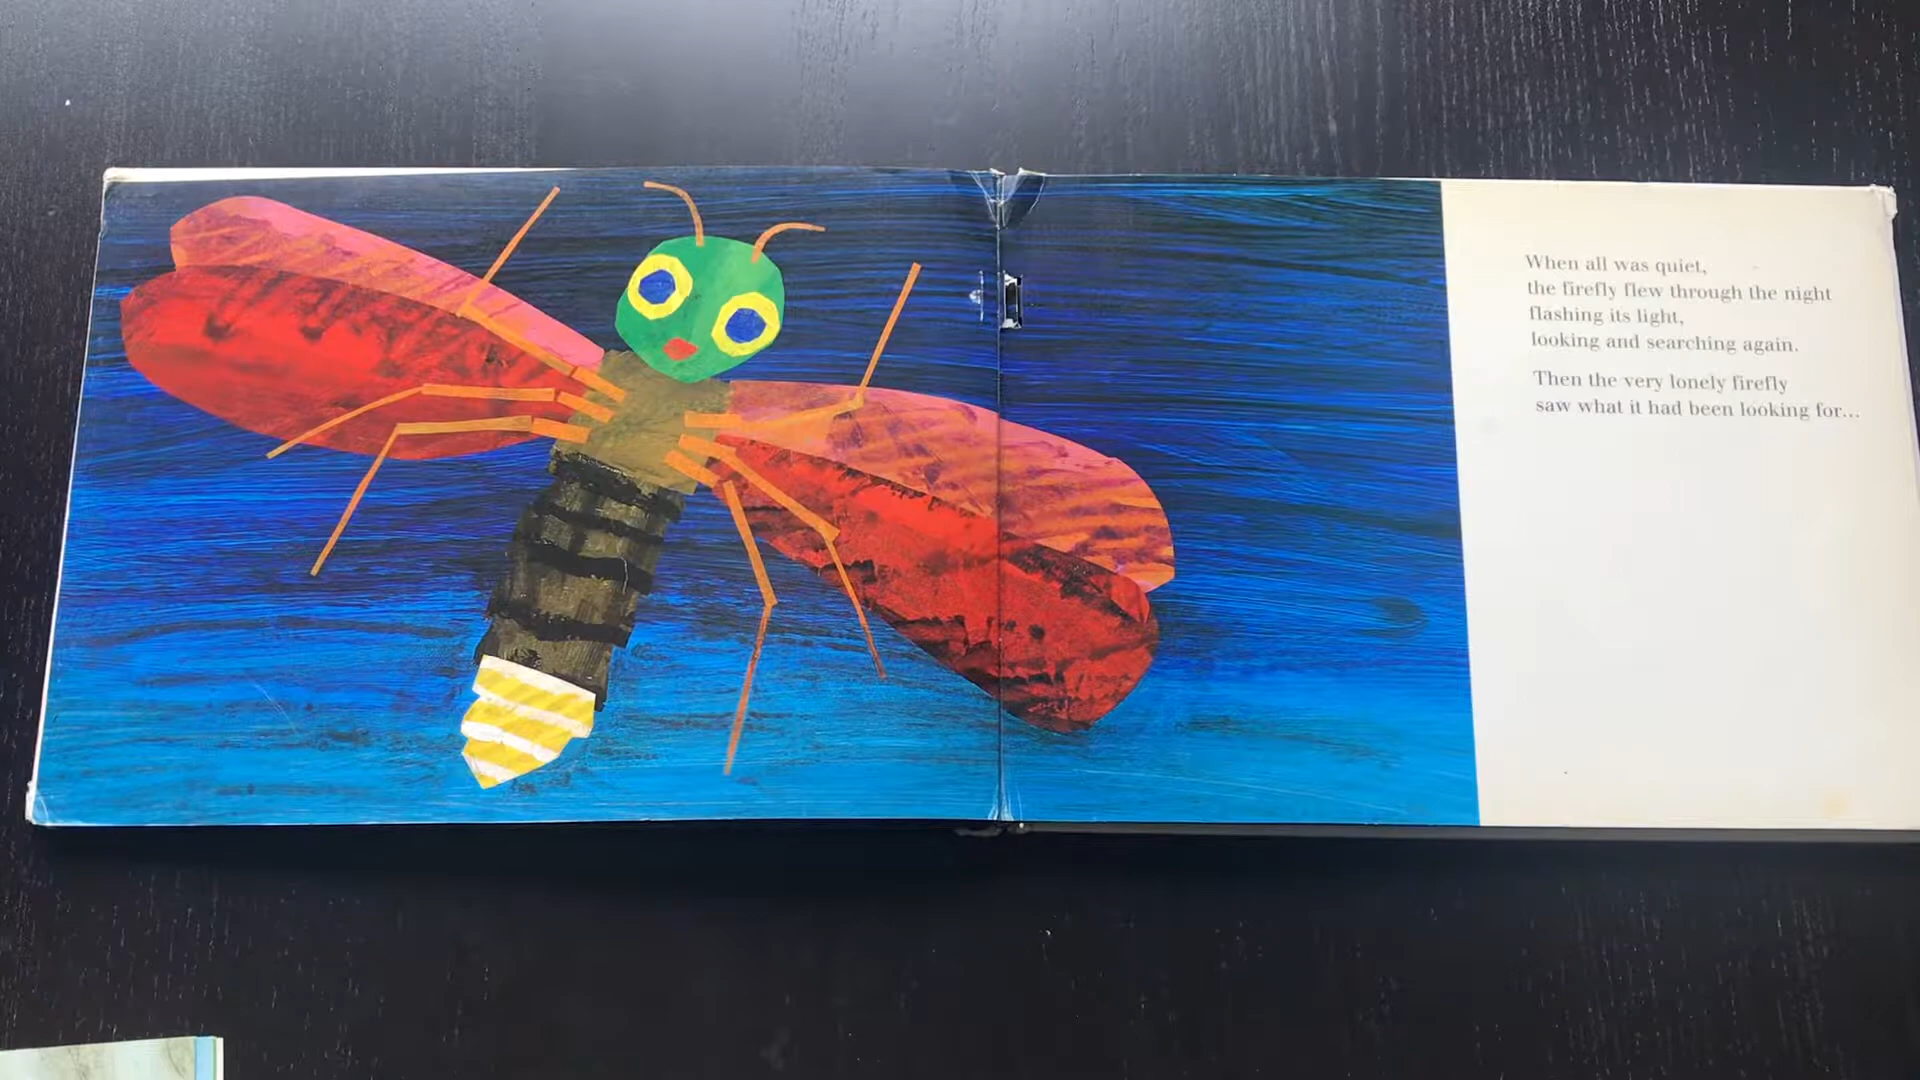 When all was quiet,
the firefly flew through the night
flashing its light,
looking and searching again.
Then the very lonely firefly
saw what it had been looking for...